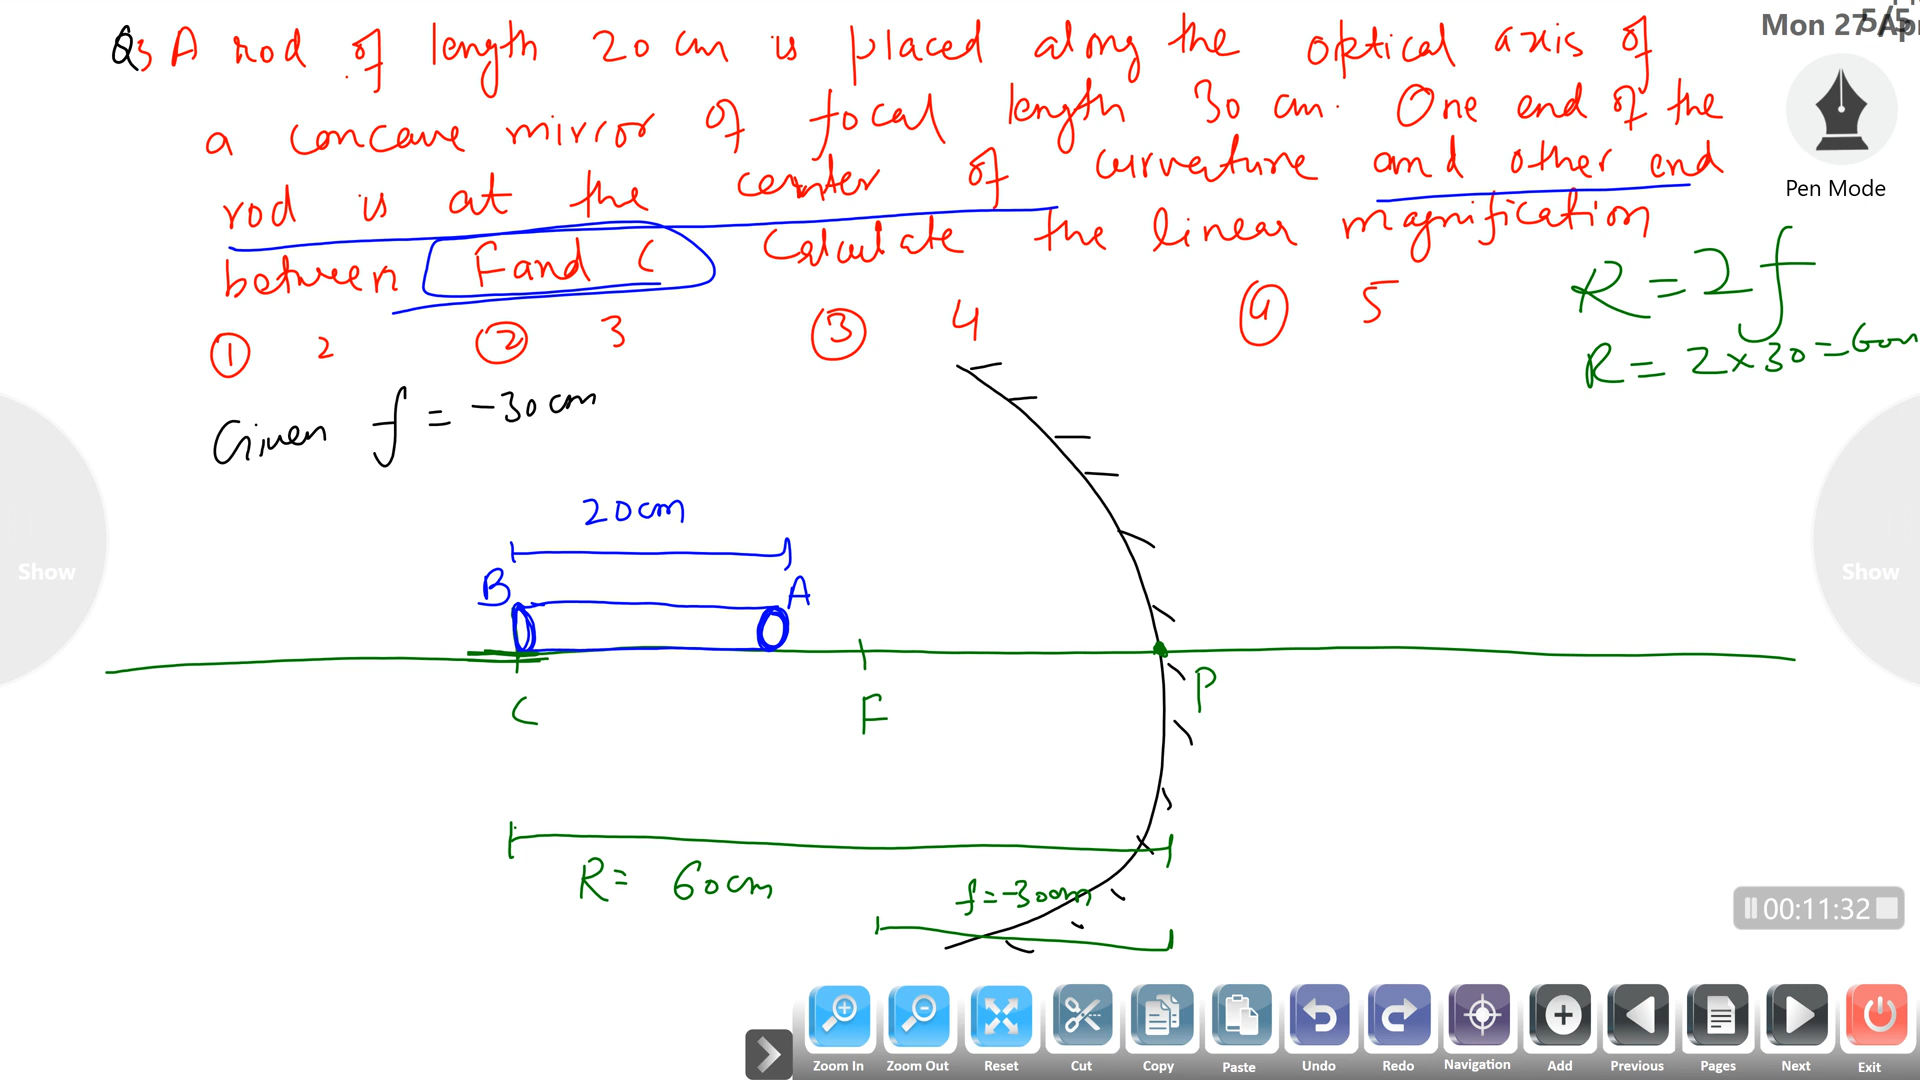 Mon 27 Apr
5/5
Q3 A rod of length 20 cm is placed along the optical axis of
a concave mirror of focal length 30 cm. One end of the
rod is at the center of curvature and other end
between F and C Calculate the linear magnification
① 2 ② 3 ③ 4 ④ 5
Pen Mode
R = 2f
R = 2 × 30 = 60cm
Given f = -30 cm
20cm
B A
C F P
R = 60cm
f = -30cm
Show
Show
00:11:32
Zoom In Zoom Out Reset Cut Copy Paste Undo Redo Navigation Add Previous Pages Next Exit